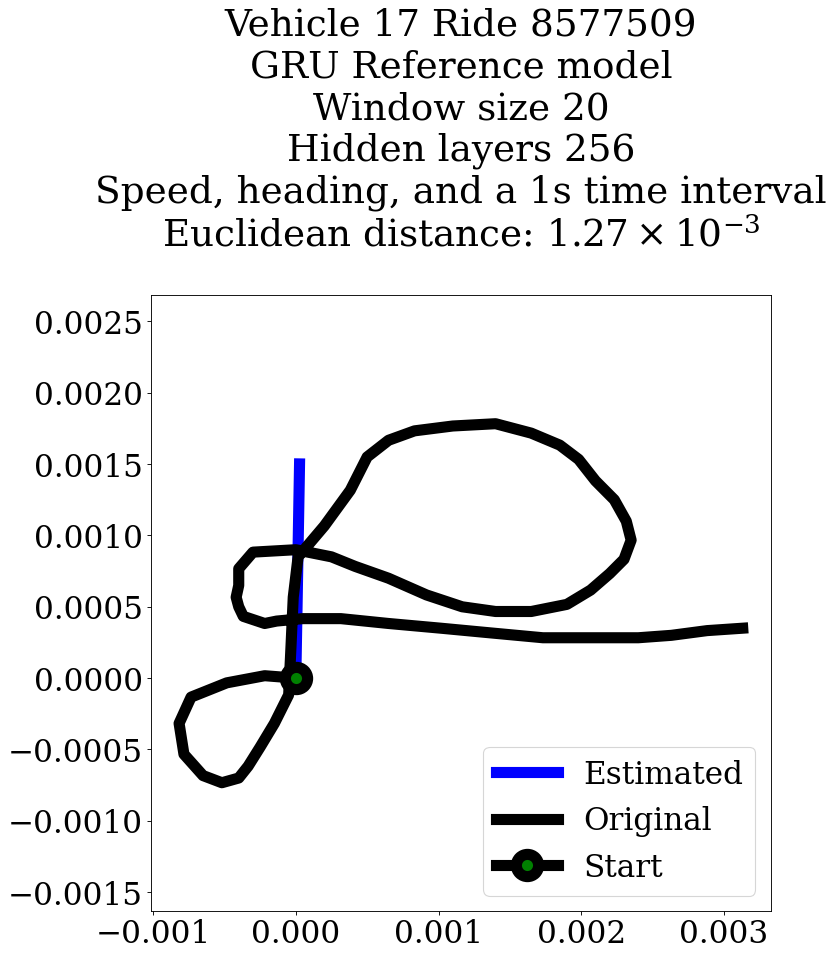 Vehicle 17 Ride 8577509
GRU Reference model
Window size 20
Hidden layers 256
Speed, heading, and a 1s time interval
Euclidean distance: 1.27 × 10⁻³
0.0025
0.0020
0.0015
0.0010
0.0005
0.0000
−0.0005
−0.0010
−0.0015
Estimated
Original
Start
−0.001 0.000 0.001 0.002 0.003